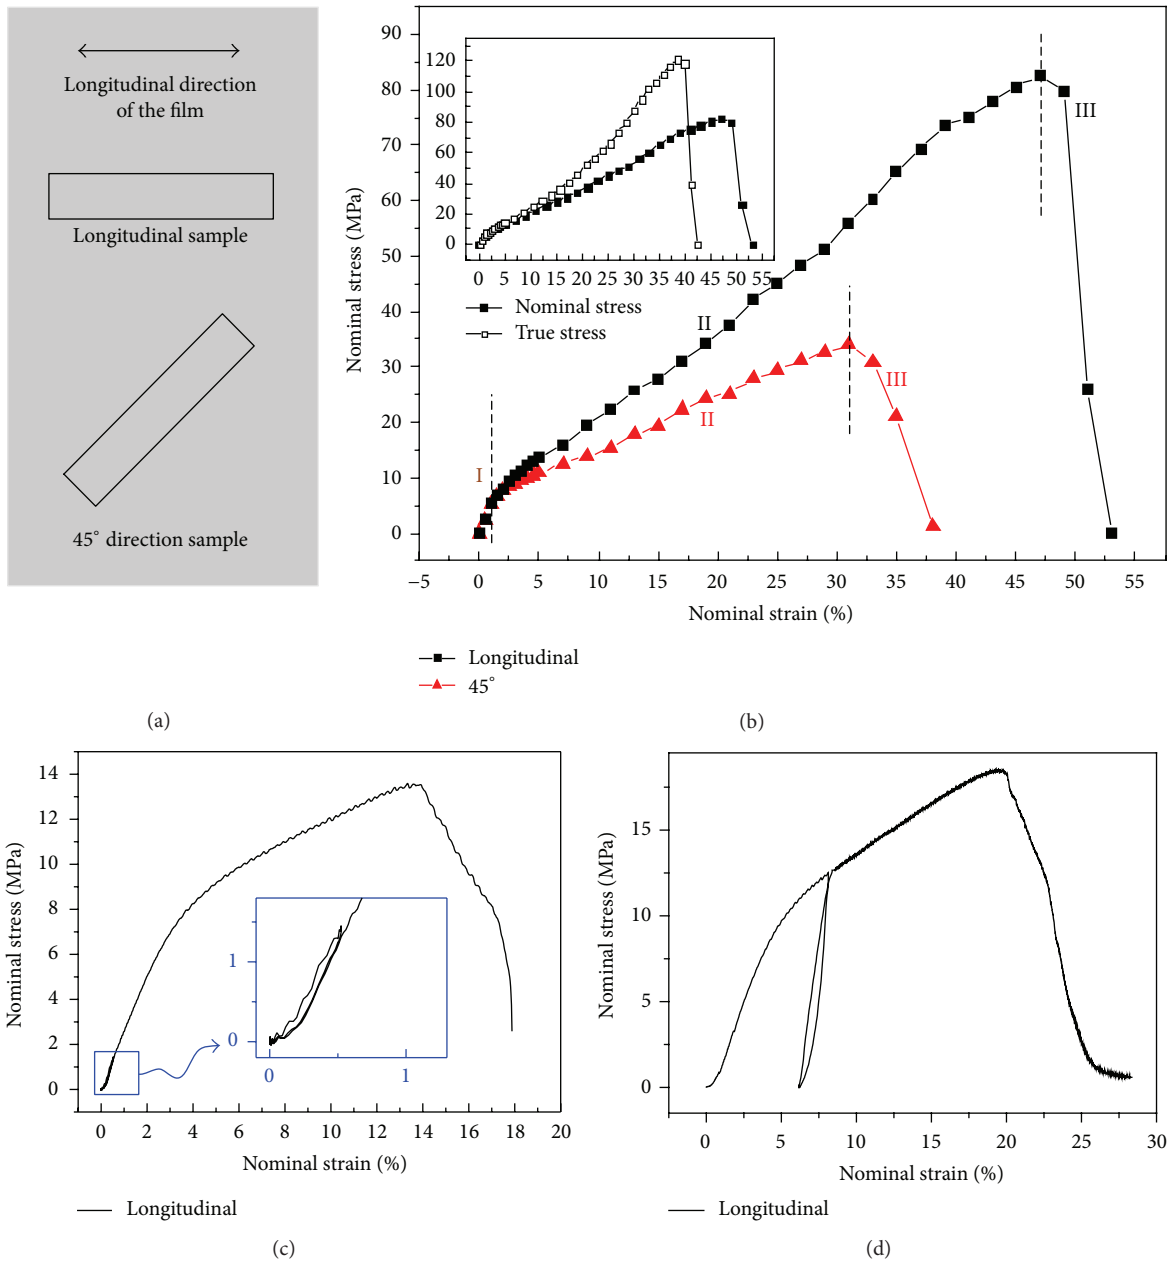 Longitudinal direction
of the film
Longitudinal sample
45° direction sample
(a)
Nominal stress (MPa)
90
80
70
60
50
40
30
20
10
0
−5 0 5 10 15 20 25 30 35 40 45 50 55
Nominal strain (%)
120
100
80
60
40
20
0
0 5 10 15 20 25 30 35 40 45 50 55
Nominal stress
True stress
I
II
II
III
III
Longitudinal
45°
(b)
Nominal stress (MPa)
14
12
10
8
6
4
2
0
0 2 4 6 8 10 12 14 16 18 20
Nominal strain (%)
1
0
0 1
Longitudinal
(c)
Nominal stress (MPa)
15
10
5
0
0 5 10 15 20 25 30
Nominal strain (%)
Longitudinal
(d)